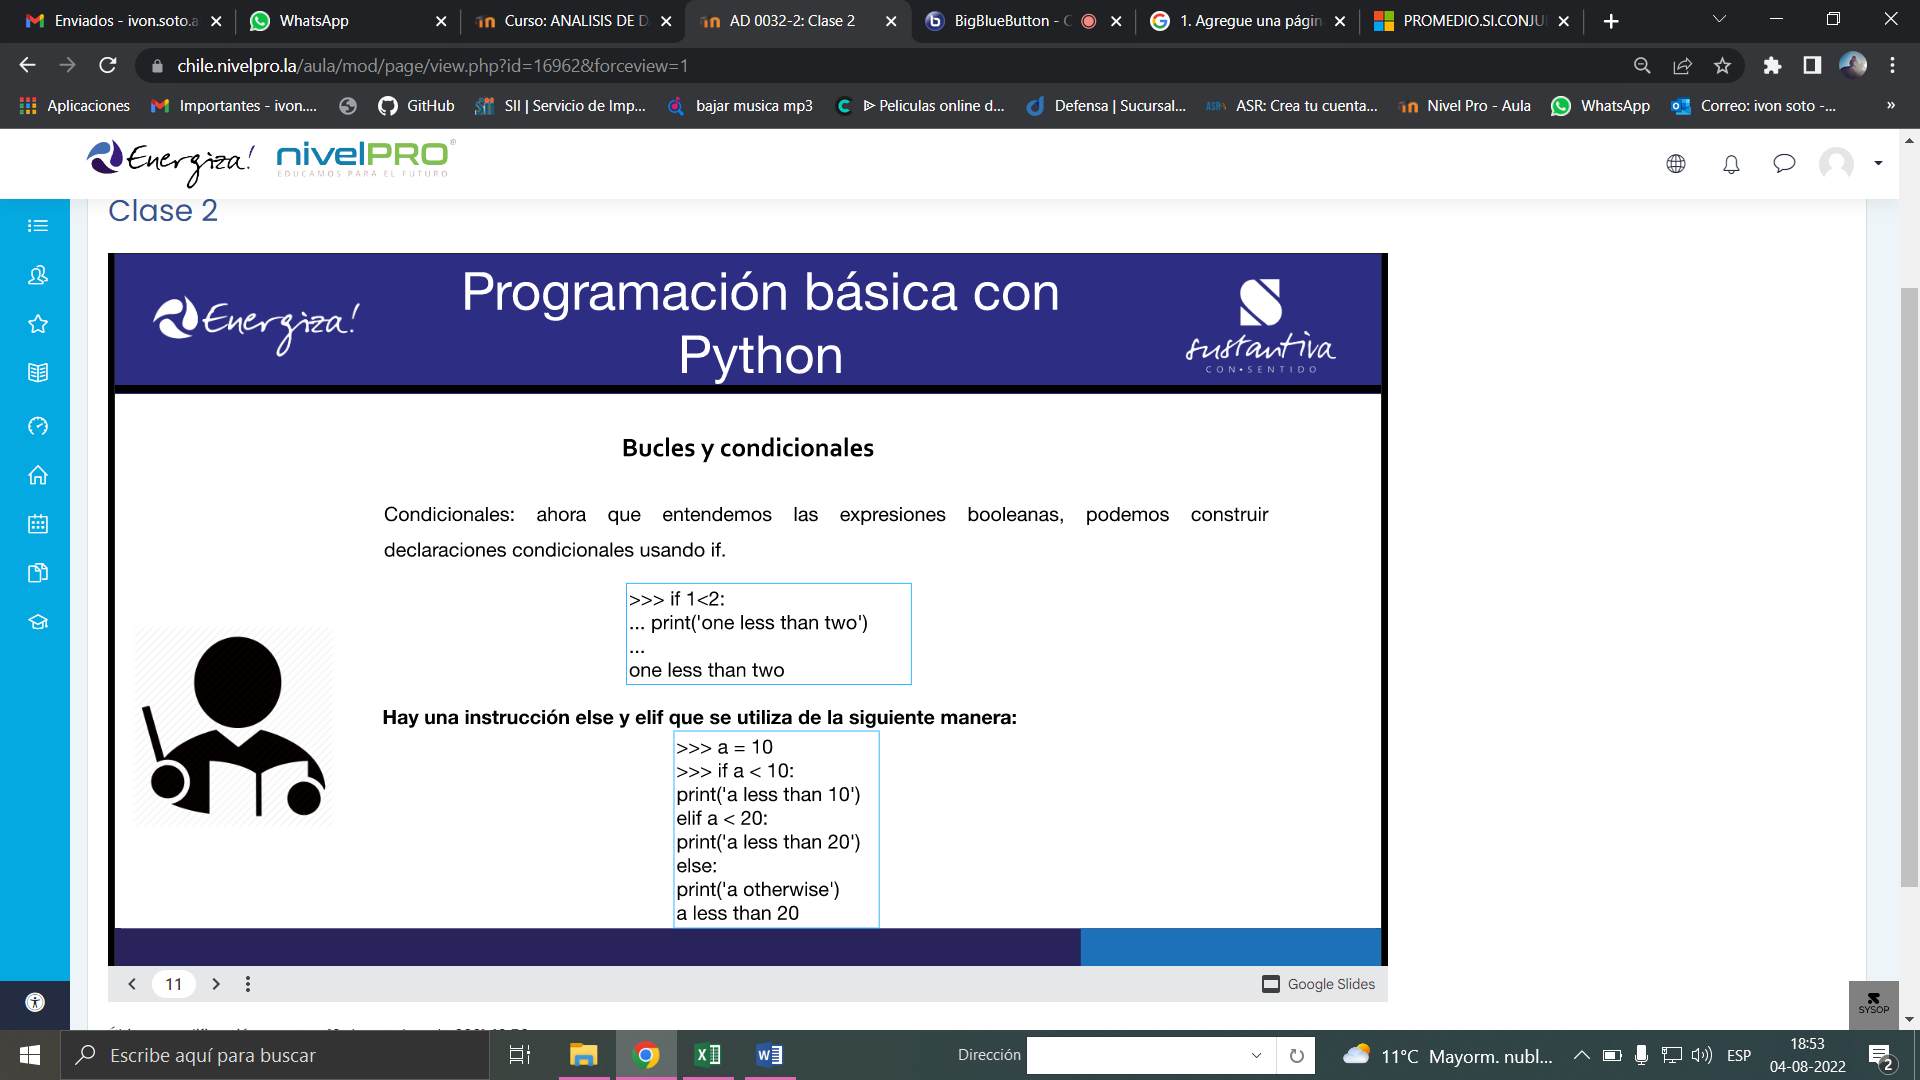 Enviados - ivon.soto.a
WhatsApp
Curso: ANALISIS DE D
AD 0032-2: Clase 2
BigBlueButton - C
1. Agregue una págin
PROMEDIO.SI.CONJU
chile.nivelpro.la/aula/mod/page/view.php?id=16962&forceview=1
Aplicaciones
Importantes - ivon....
GitHub
SII | Servicio de Imp...
bajar musica mp3
ᐅ Peliculas online d...
Defensa | Sucursal...
ASR: Crea tu cuenta...
Nivel Pro - Aula
WhatsApp
Correo: ivon soto -...
»
Energiza!
nivelPRO
EDUCAMOS PARA EL FUTURO
Clase 2
Energiza!
Programación básica con
Python
sustantiva
CON•SENTIDO
Bucles y condicionales
Condicionales: ahora que entendemos las expresiones booleanas, podemos construir
declaraciones condicionales usando if.
>>> if 1<2:
... print('one less than two')
...
one less than two
Hay una instrucción else y elif que se utiliza de la siguiente manera:
>>> a = 10
>>> if a < 10:
print('a less than 10')
elif a < 20:
print('a less than 20')
else:
print('a otherwise')
a less than 20
11
Google Slides
SYSOP
Escribe aquí para buscar
Dirección
11°C Mayorm. nubl...
ESP
18:53
04-08-2022
2